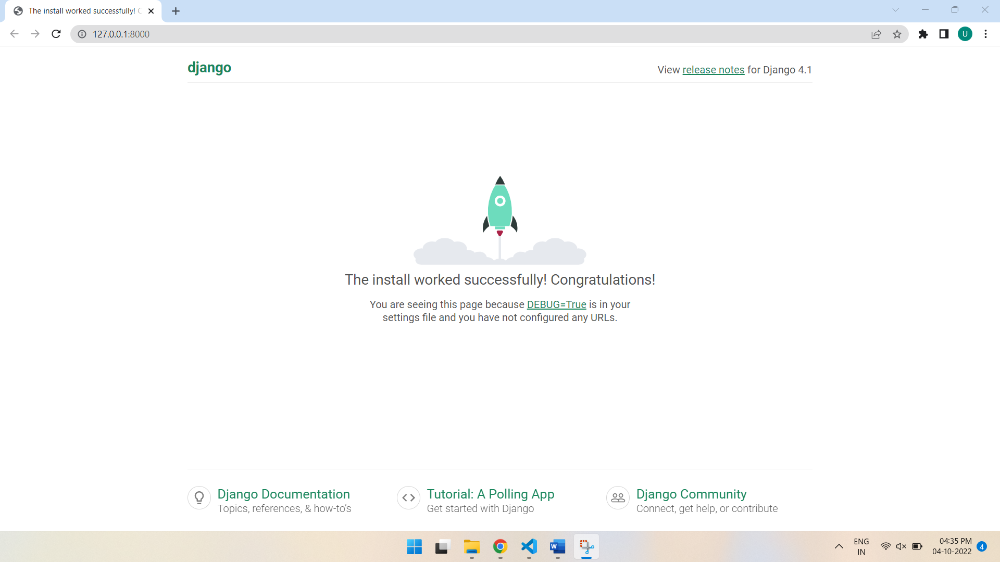 The install worked successfully!
127.0.0.1:8000
U
django
View release notes for Django 4.1
The install worked successfully! Congratulations!
You are seeing this page because DEBUG=True is in your
settings file and you have not configured any URLs.
Django Documentation
Topics, references, & how-to’s
Tutorial: A Polling App
Get started with Django
Django Community
Connect, get help, or contribute
W
ENG
IN
04:35 PM
04-10-2022
4